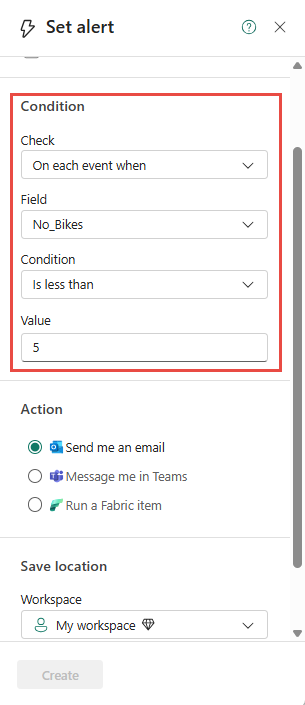 Set alert
Condition
Check
On each event when
Field
No_Bikes
Condition
Is less than
Value
5
Action
Send me an email
Message me in Teams
Run a Fabric item
Save location
Workspace
My workspace
Create